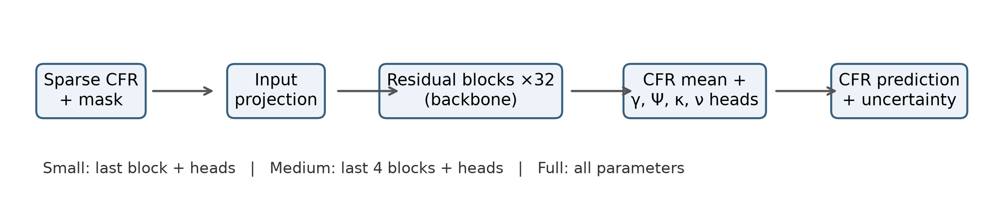 Sparse CFR
+ mask
Input
projection
Residual blocks ×32
(backbone)
CFR mean +
γ, Ψ, κ, ν heads
CFR prediction
+ uncertainty
Small: last block + heads | Medium: last 4 blocks + heads | Full: all parameters